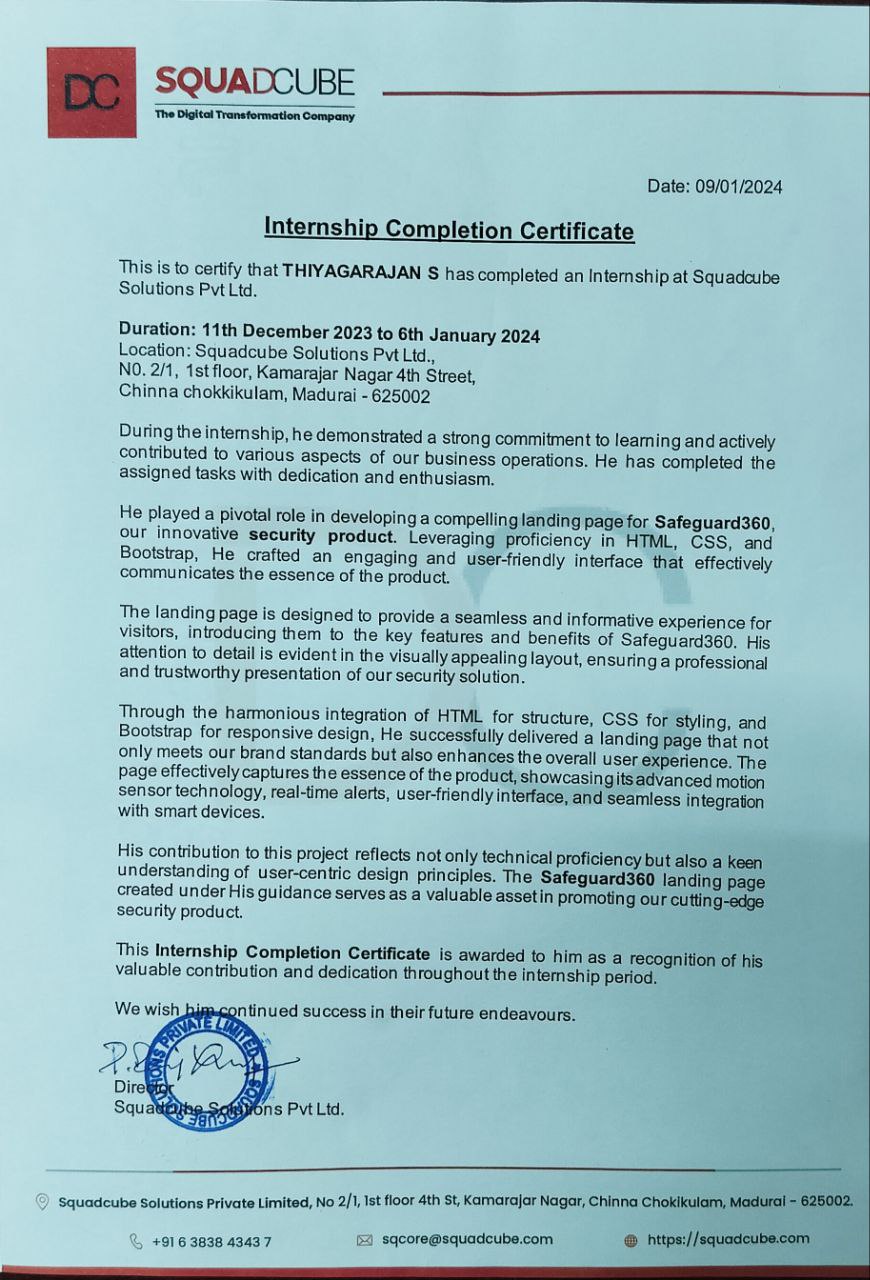 DC
SQUADCUBE
The Digital Transformation Company
Date: 09/01/2024
Internship Completion Certificate
This is to certify that THIYAGARAJAN S has completed an Internship at Squadcube
Solutions Pvt Ltd.
Duration: 11th December 2023 to 6th January 2024
Location: Squadcube Solutions Pvt Ltd.,
N0. 2/1, 1st floor, Kamarajar Nagar 4th Street,
Chinna chokkikulam, Madurai - 625002
During the internship, he demonstrated a strong commitment to learning and actively
contributed to various aspects of our business operations. He has completed the
assigned tasks with dedication and enthusiasm.
He played a pivotal role in developing a compelling landing page for Safeguard360,
our innovative security product. Leveraging proficiency in HTML, CSS, and
Bootstrap, He crafted an engaging and user-friendly interface that effectively
communicates the essence of the product.
The landing page is designed to provide a seamless and informative experience for
visitors, introducing them to the key features and benefits of Safeguard360. His
attention to detail is evident in the visually appealing layout, ensuring a professional
and trustworthy presentation of our security solution.
Through the harmonious integration of HTML for structure, CSS for styling, and
Bootstrap for responsive design, He successfully delivered a landing page that not
only meets our brand standards but also enhances the overall user experience. The
page effectively captures the essence of the product, showcasing its advanced motion
sensor technology, real-time alerts, user-friendly interface, and seamless integration
with smart devices.
His contribution to this project reflects not only technical proficiency but also a keen
understanding of user-centric design principles. The Safeguard360 landing page
created under His guidance serves as a valuable asset in promoting our cutting-edge
security product.
This Internship Completion Certificate is awarded to him as a recognition of his
valuable contribution and dedication throughout the internship period.
We wish him continued success in their future endeavours.
SQUADCUBE SOLUTIONS PRIVATE LIMITED
Director
Squadcube Solutions Pvt Ltd.
Squadcube Solutions Private Limited, No 2/1, 1st floor 4th St, Kamarajar Nagar, Chinna Chokikulam, Madurai - 625002.
+91 6 3838 4343 7 sqcore@squadcube.com https://squadcube.com